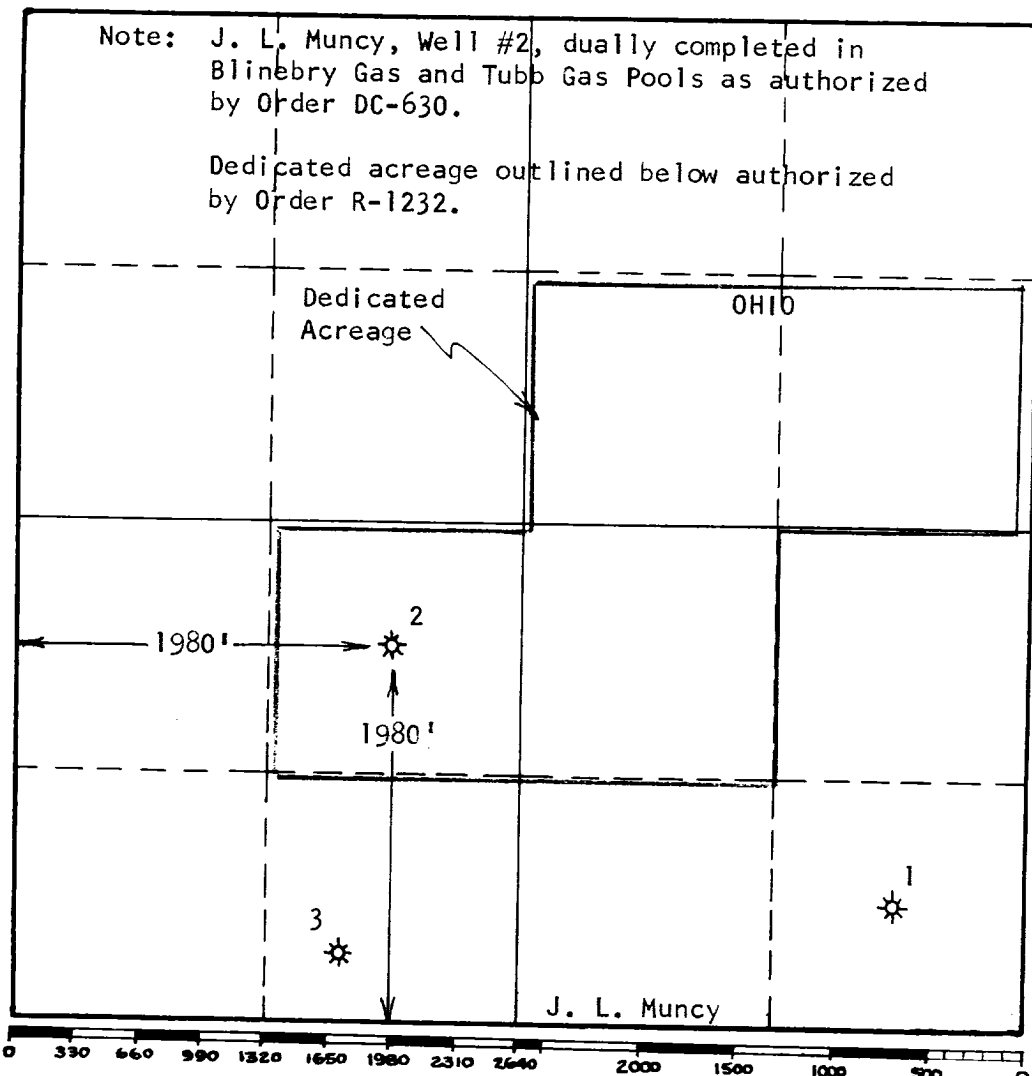 Note: J. L. Muncy, Well #2, dually completed in
Blinebry Gas and Tubb Gas Pools as authorized
by Order DC-630.
Dedicated acreage outlined below authorized
by Order R-1232.
Dedicated
Acreage
OHIO
2
1980'
1980'
1
3
J. L. Muncy
0 330 660 990 1320 1650 1980 2310 2640 2000 1500 1000 500 0